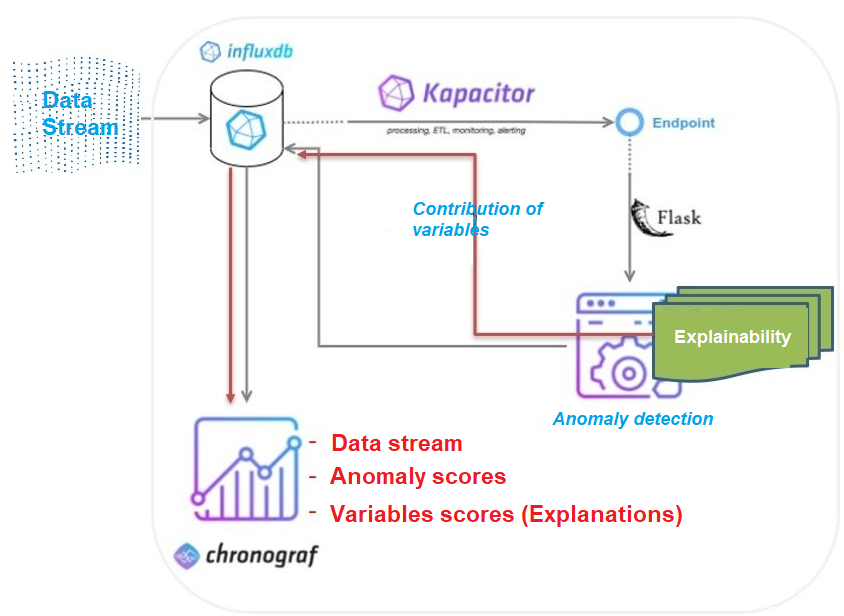 influxdb
Data
Stream
Kapacitor
processing, ETL, monitoring, alerting
Endpoint
Contribution of
variables
Flask
Explainability
Anomaly detection
- Data stream
- Anomaly scores
- Variables scores (Explanations)
chronograf